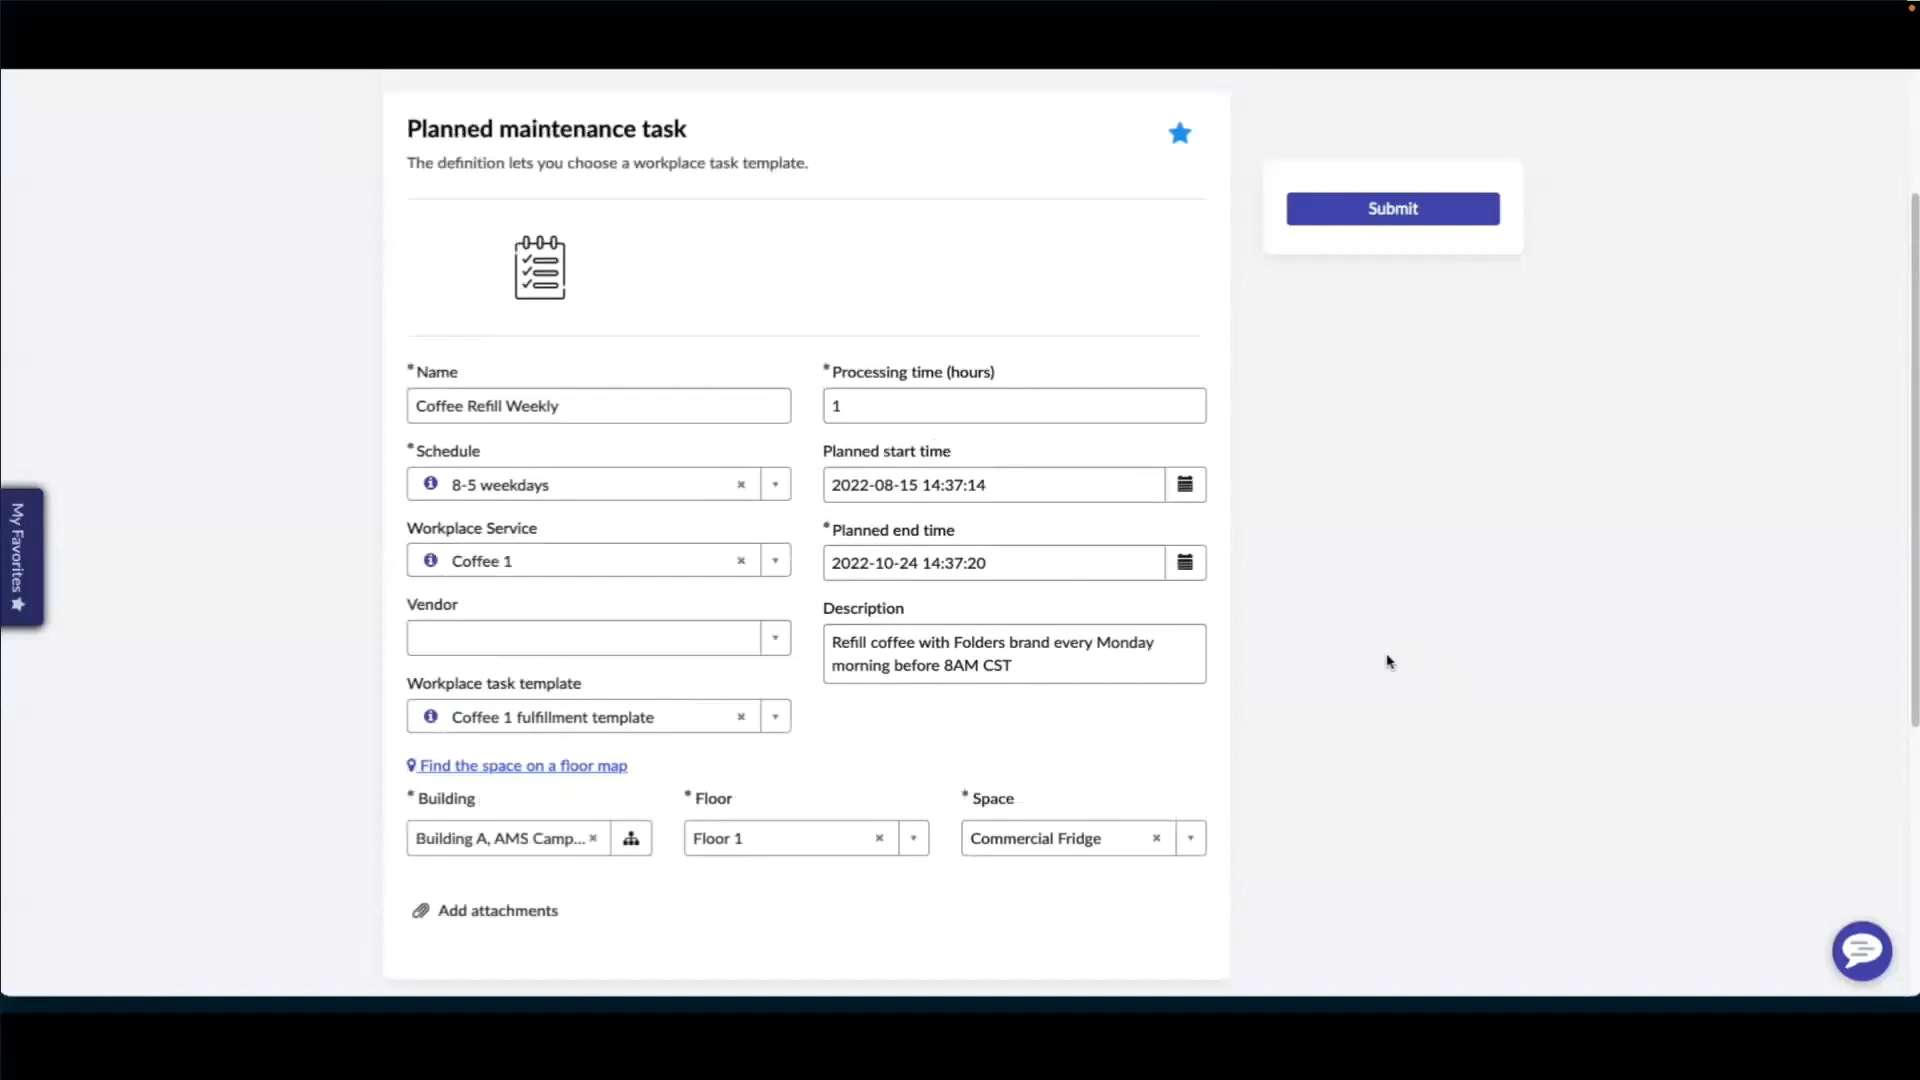 Planned maintenance task
The definition lets you choose a workplace task template.
Submit
* Name
Coffee Refill Weekly
* Processing time (hours)
1
* Schedule
8-5 weekdays
Planned start time
2022-08-15 14:37:14
Workplace Service
Coffee 1
* Planned end time
2022-10-24 14:37:20
Vendor
Description
Refill coffee with Folders brand every Monday
morning before 8AM CST
Workplace task template
Coffee 1 fulfillment template
Find the space on a floor map
* Building
Building A, AMS Camp...
* Floor
Floor 1
* Space
Commercial Fridge
Add attachments
My Favorites